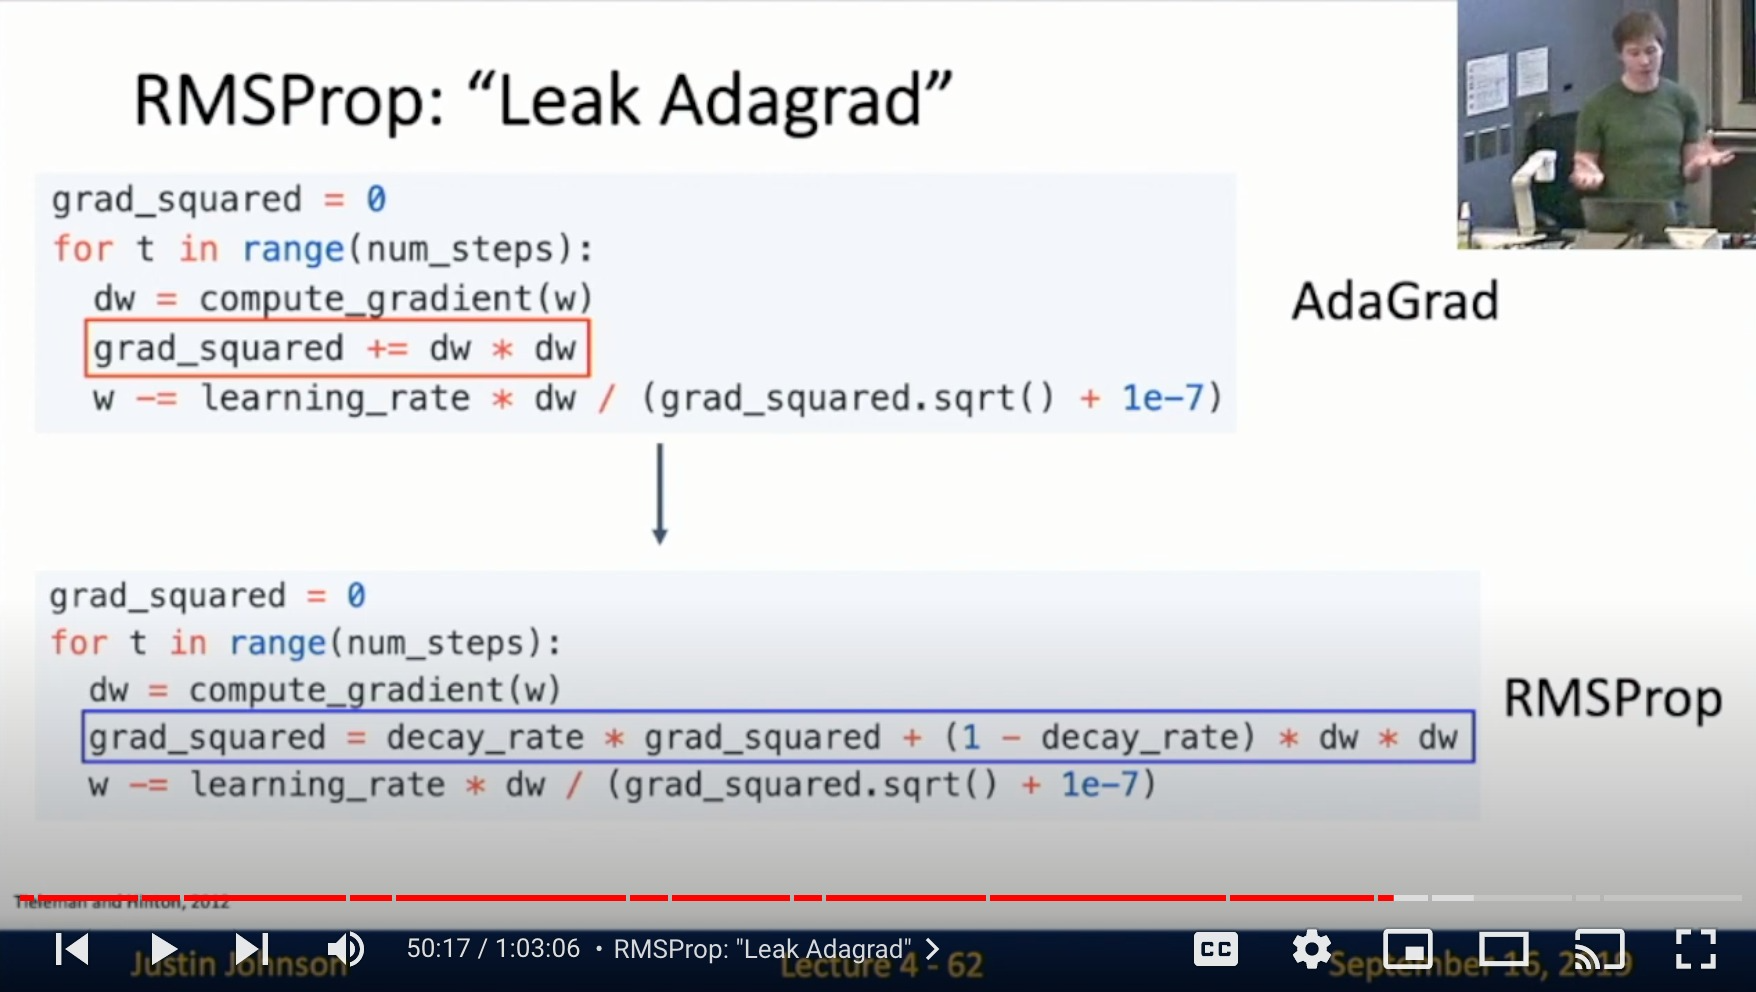 RMSProp: “Leak Adagrad”
grad_squared = 0
for t in range(num_steps):
dw = compute_gradient(w)
grad_squared += dw * dw
w -= learning_rate * dw / (grad_squared.sqrt() + 1e-7)
AdaGrad
grad_squared = 0
for t in range(num_steps):
dw = compute_gradient(w)
grad_squared = decay_rate * grad_squared + (1 - decay_rate) * dw * dw
w -= learning_rate * dw / (grad_squared.sqrt() + 1e-7)
RMSProp
Tieleman and Hinton, 2012
50:17 / 1:03:06 • RMSProp: "Leak Adagrad"
CC
Justin Johnson
Lecture 4 - 62
September 16, 2019